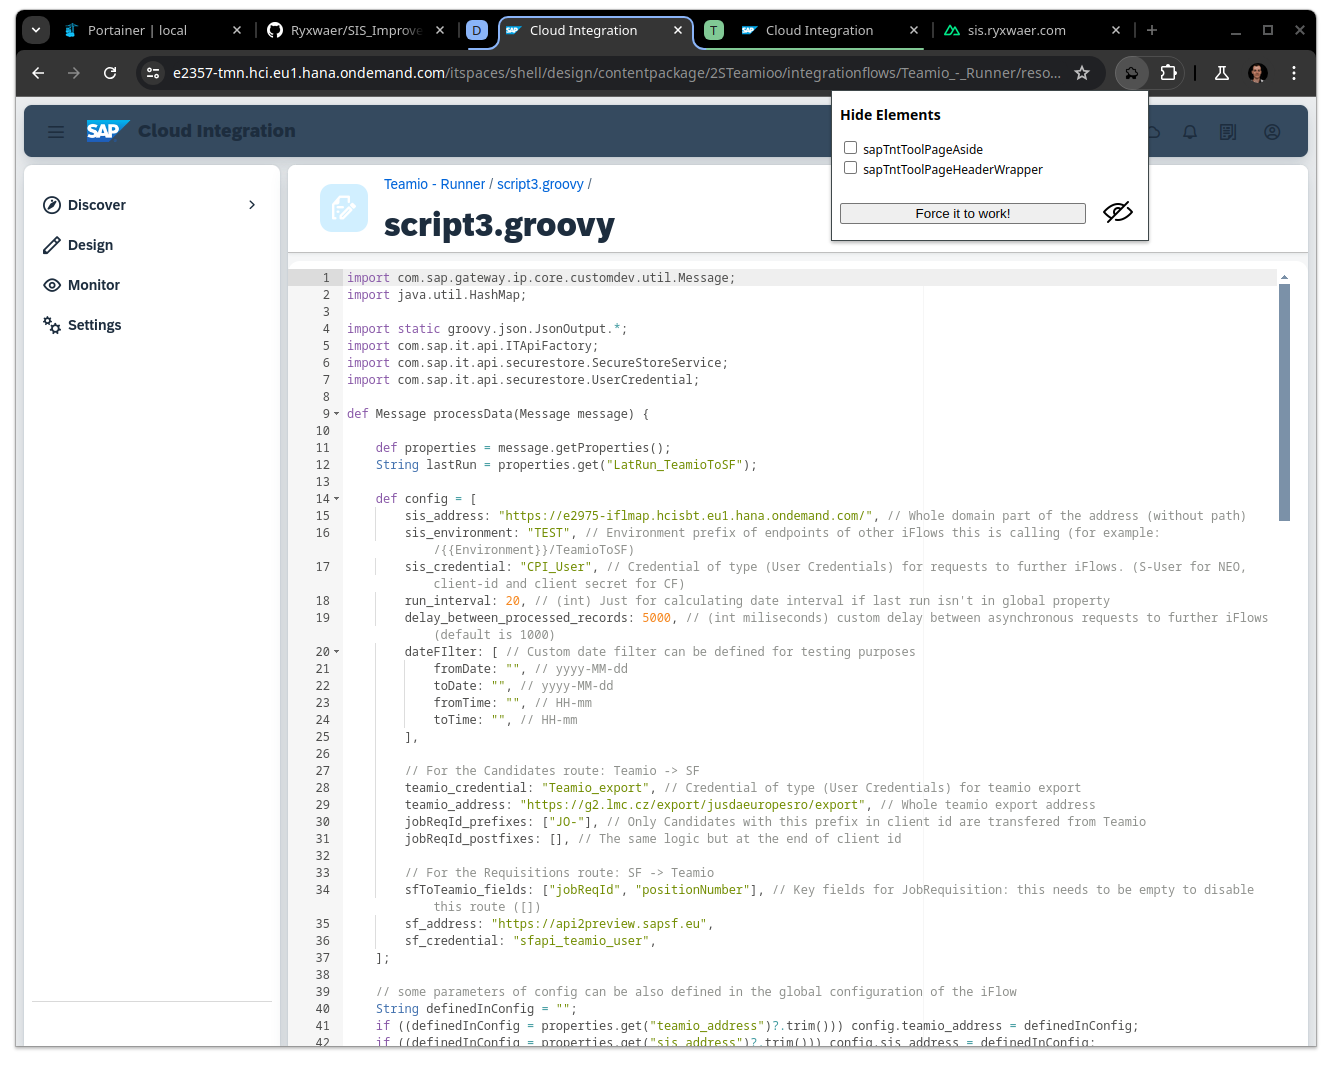 Portainer | local
Ryxwaer/SIS_Improve
D
Cloud Integration
T
Cloud Integration
sis.ryxwaer.com
e2357-tmn.hci.eu1.hana.ondemand.com/itspaces/shell/design/contentpackage/2STeamioo/integrationflows/Teamio_-_Runner/reso...
Hide Elements
sapTntToolPageAside
sapTntToolPageHeaderWrapper
Force it to work!
SAP Cloud Integration
Discover
Design
Monitor
Settings
Teamio - Runner / script3.groovy /
script3.groovy
1 import com.sap.gateway.ip.core.customdev.util.Message;
2 import java.util.HashMap;
3
4 import static groovy.json.JsonOutput.*;
5 import com.sap.it.api.ITApiFactory;
6 import com.sap.it.api.securestore.SecureStoreService;
7 import com.sap.it.api.securestore.UserCredential;
8
9 def Message processData(Message message) {
10
11 def properties = message.getProperties();
12 String lastRun = properties.get("LatRun_TeamioToSF");
13
14 def config = [
15 sis_address: "https://e2975-iflmap.hcisbt.eu1.hana.ondemand.com/", // Whole domain part of the address (without path)
16 sis_environment: "TEST", // Environment prefix of endpoints of other iFlows this is calling (for example:
/{{Environment}}/TeamioToSF)
17 sis_credential: "CPI_User", // Credential of type (User Credentials) for requests to further iFlows. (S-User for NEO,
client-id and client secret for CF)
18 run_interval: 20, // (int) Just for calculating date interval if last run isn't in global property
19 delay_between_processed_records: 5000, // (int miliseconds) custom delay between asynchronous requests to further iFlows
(default is 1000)
20 dateFIlter: [ // Custom date filter can be defined for testing purposes
21 fromDate: "", // yyyy-MM-dd
22 toDate: "", // yyyy-MM-dd
23 fromTime: "", // HH-mm
24 toTime: "", // HH-mm
25 ],
26
27 // For the Candidates route: Teamio -> SF
28 teamio_credential: "Teamio_export", // Credential of type (User Credentials) for teamio export
29 teamio_address: "https://g2.lmc.cz/export/jusdaeuropesro/export", // Whole teamio export address
30 jobReqId_prefixes: ["JO-"], // Only Candidates with this prefix in client id are transfered from Teamio
31 jobReqId_postfixes: [], // The same logic but at the end of client id
32
33 // For the Requisitions route: SF -> Teamio
34 sfToTeamio_fields: ["jobReqId", "positionNumber"], // Key fields for JobRequisition: this needs to be empty to disable
this route ([])
35 sf_address: "https://api2preview.sapsf.eu",
36 sf_credential: "sfapi_teamio_user",
37 ];
38
39 // some parameters of config can be also defined in the global configuration of the iFlow
40 String definedInConfig = "";
41 if ((definedInConfig = properties.get("teamio_address")?.trim())) config.teamio_address = definedInConfig;
42 if ((definedInConfig = properties.get("sis_address")?.trim())) config.sis_address = definedInConfig;